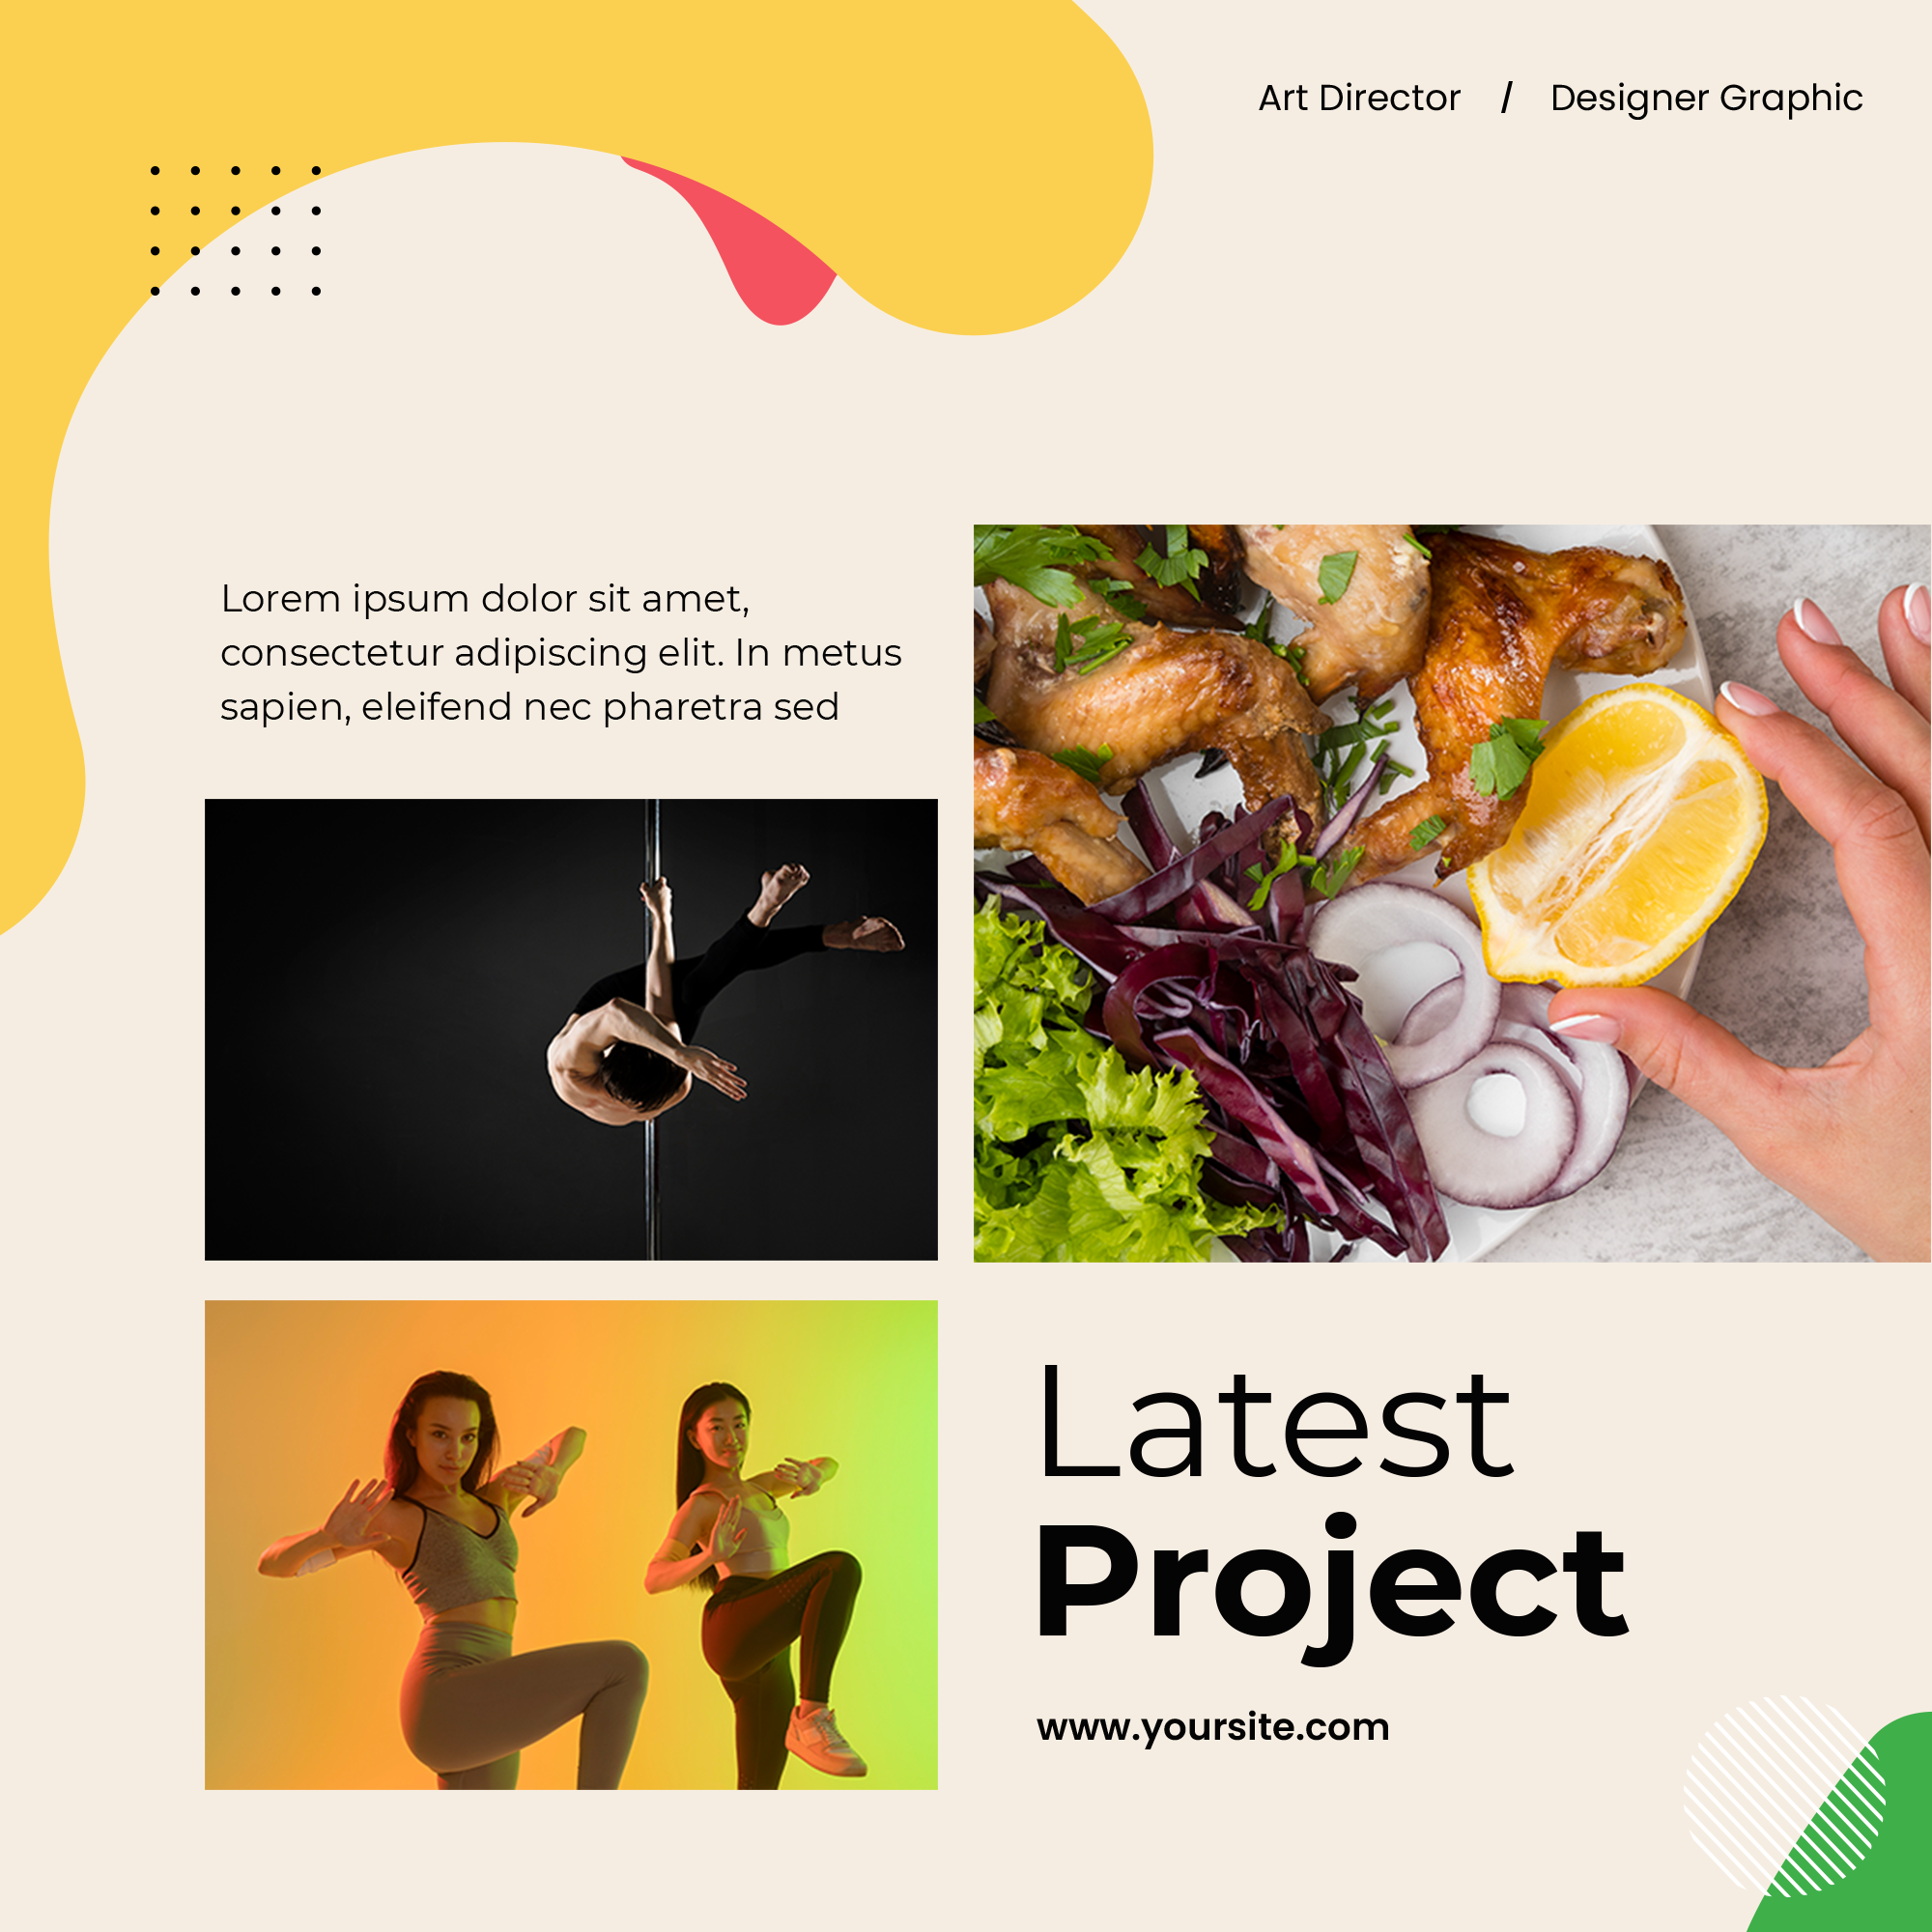 Art Director / Designer Graphic
Lorem ipsum dolor sit amet,
consectetur adipiscing elit. In metus
sapien, eleifend nec pharetra sed
Latest
Project
www.yoursite.com